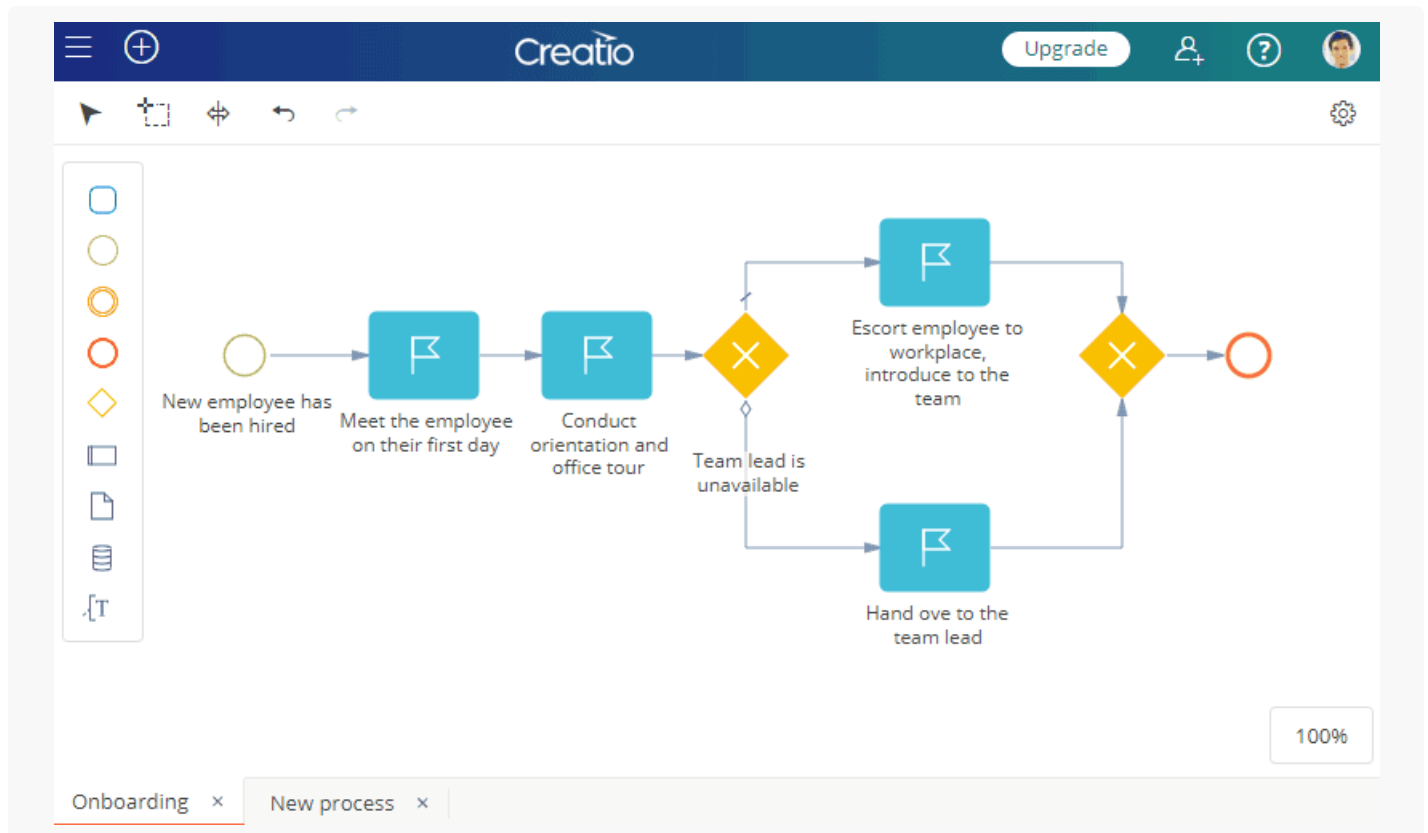 Creatio
Upgrade
New employee has
been hired
Meet the employee
on their first day
Conduct
orientation and
office tour
Team lead is
unavailable
Escort employee to
workplace,
introduce to the
team
Hand ove to the
team lead
T
100%
Onboarding
New process